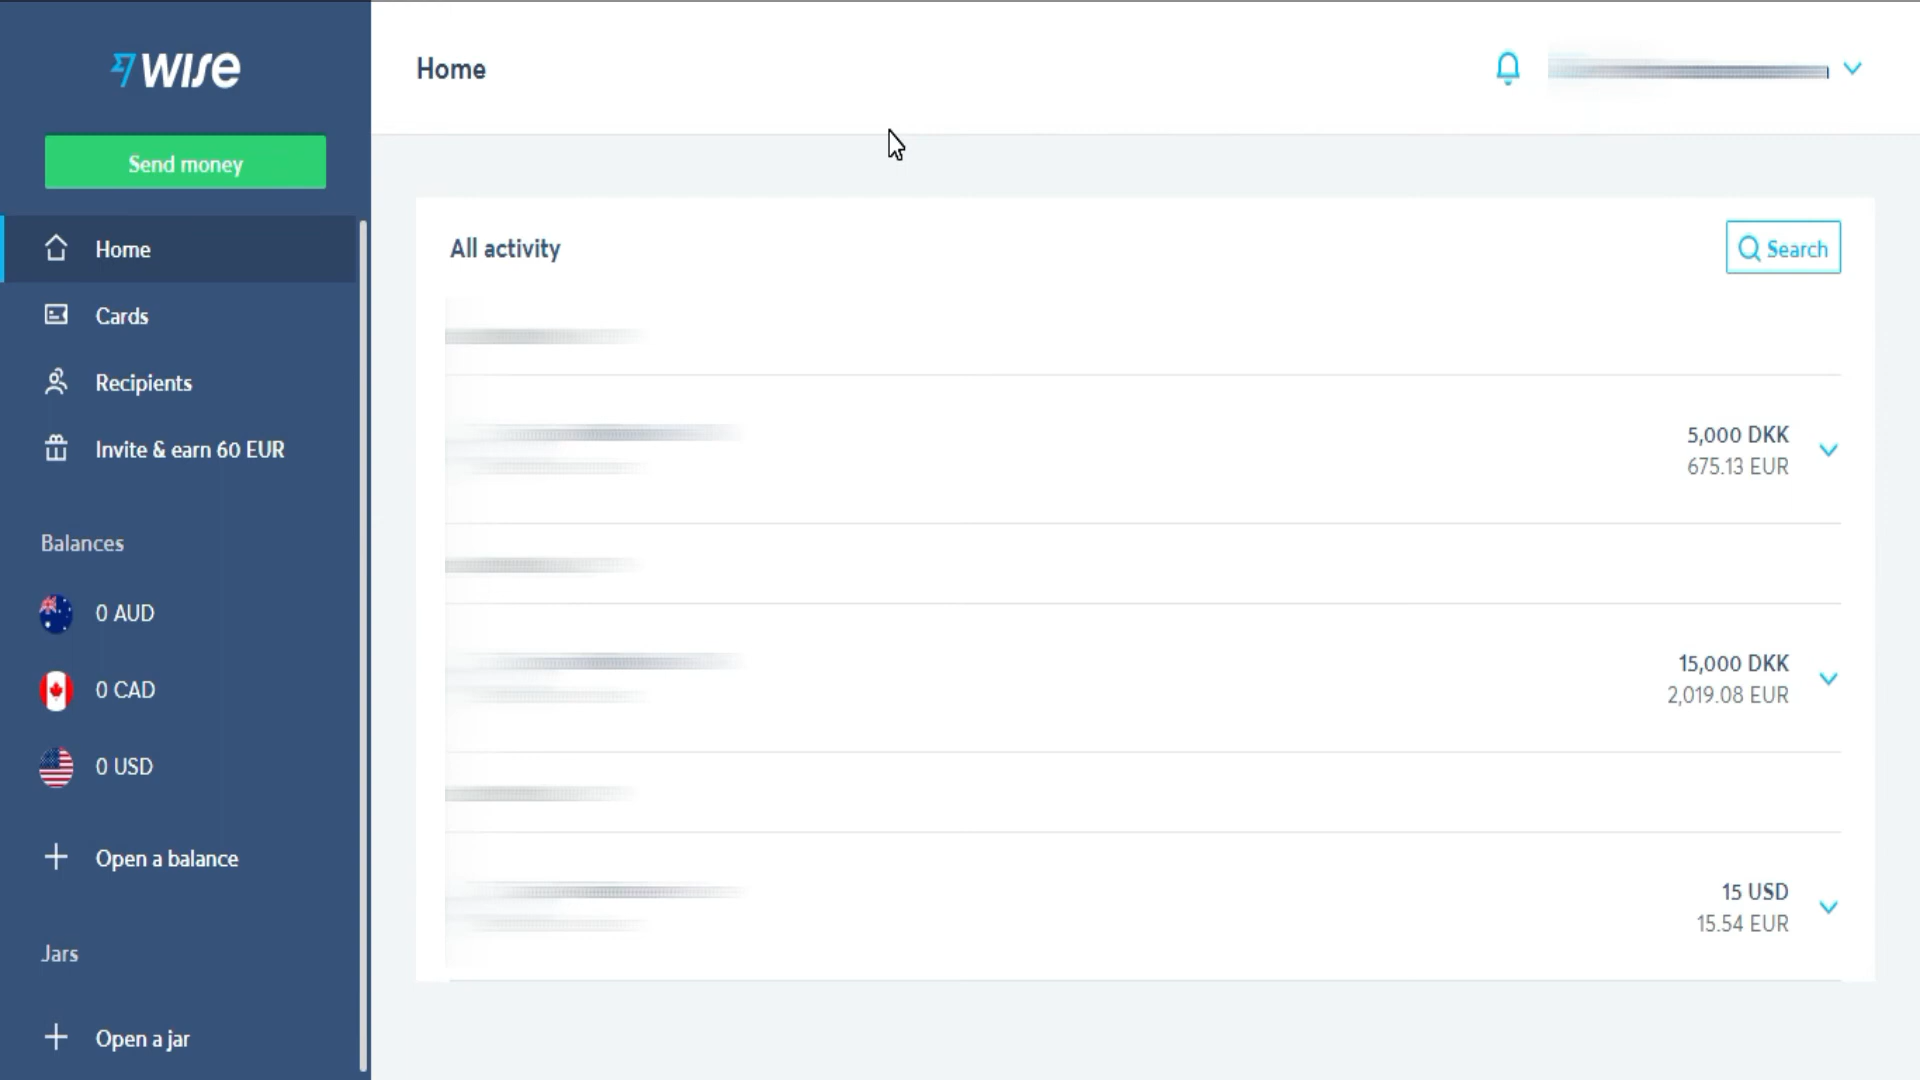 wise
Home
Send money
Home
Cards
Recipients
Invite & earn 60 EUR
Balances
0 AUD
0 CAD
0 USD
Open a balance
Jars
Open a jar
All activity
Search
5,000 DKK
675.13 EUR
15,000 DKK
2,019.08 EUR
15 USD
15.54 EUR